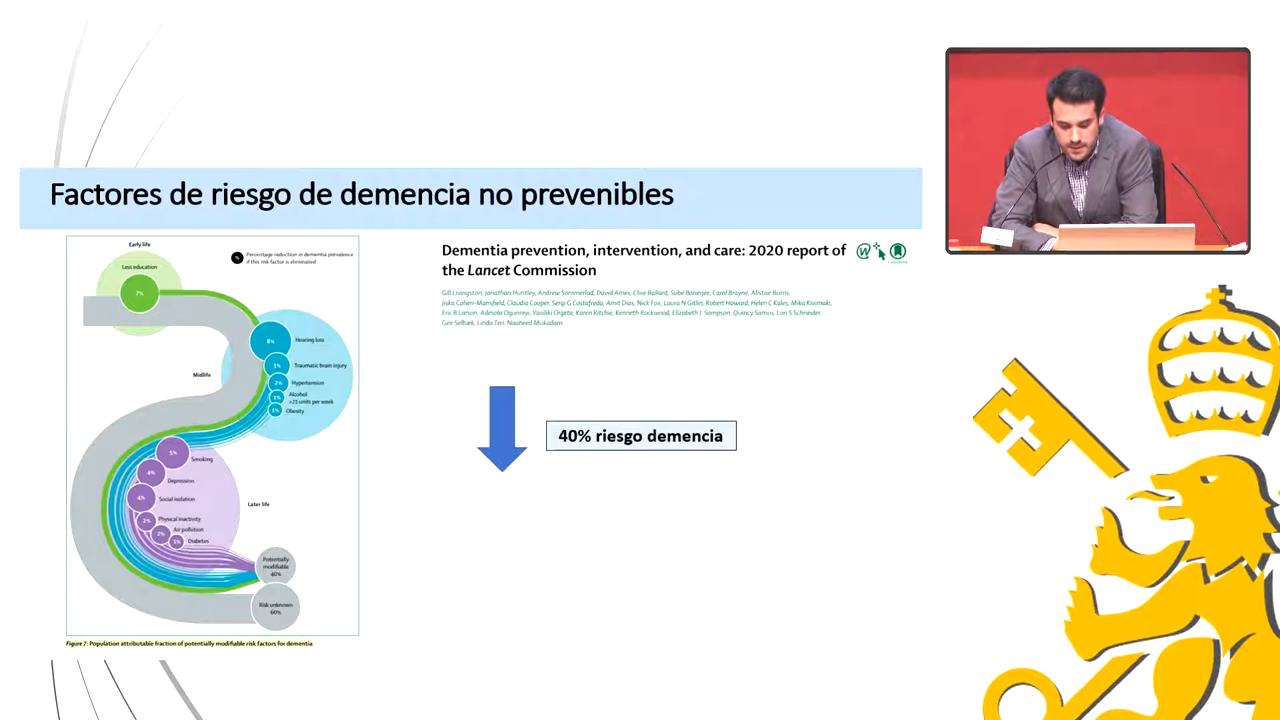 Factores de riesgo de demencia no prevenibles
Early life
Less education
7%
%
Percentage reduction in dementia prevalence
if this risk factor is eliminated
8%
Hearing loss
3%
Traumatic brain injury
Midlife
2%
Hypertension
1%
Alcohol
>21 units per week
1%
Obesity
5%
Smoking
4%
Depression
4%
Social isolation
Later life
2%
Physical inactivity
2%
Air pollution
1%
Diabetes
Potentially
modifiable
40%
Risk unknown
60%
Figure 7: Population attributable fraction of potentially modifiable risk factors for dementia
Dementia prevention, intervention, and care: 2020 report of
the Lancet Commission
Gill Livingston, Jonathan Huntley, Andrew Sommerlad, David Ames, Clive Ballard, Sube Banerjee, Carol Brayne, Alistair Burns,
Jiska Cohen-Mansfield, Claudia Cooper, Sergi G Costafreda, Amit Dias, Nick Fox, Laura N Gitlin, Robert Howard, Helen C Kales, Mika Kivimäki,
Eric B Larson, Adesola Ogunniyi, Vasiliki Orgeta, Karen Ritchie, Kenneth Rockwood, Elizabeth L Sampson, Quincy Samus, Lon S Schneider,
Geir Selbæk, Linda Teri, Naaheed Mukadam
40% riesgo demencia